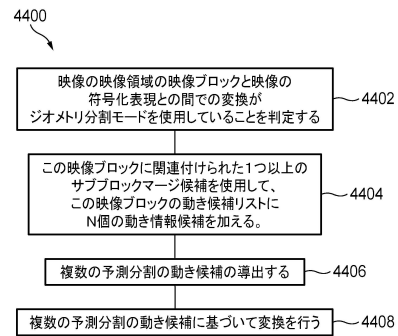 4400
映像の映像領域の映像ブロックと映像の
符号化表現との間での変換が
ジオメトリ分割モードを使用していることを判定する
4402
この映像ブロックに関連付けられた1つ以上の
サブブロックマージ候補を使用して、
この映像ブロックの動き候補リストに
N個の動き情報候補を加える。
4404
複数の予測分割の動き候補の導出する
4406
複数の予測分割の動き候補に基づいて変換を行う
4408